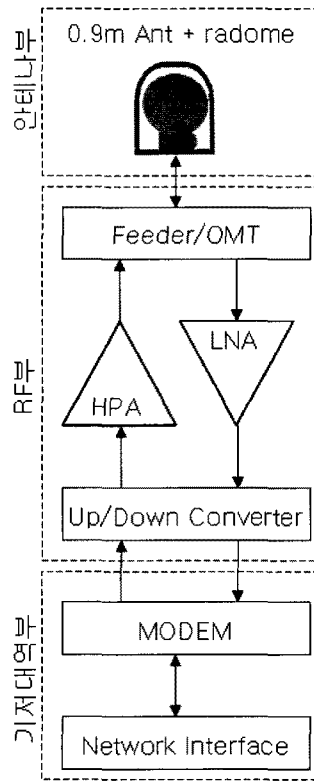 안테나부
0.9m Ant + radome
RF부
Feeder/OMT
LNA
HPA
Up/Down Converter
기저대역부
MODEM
Network Interface